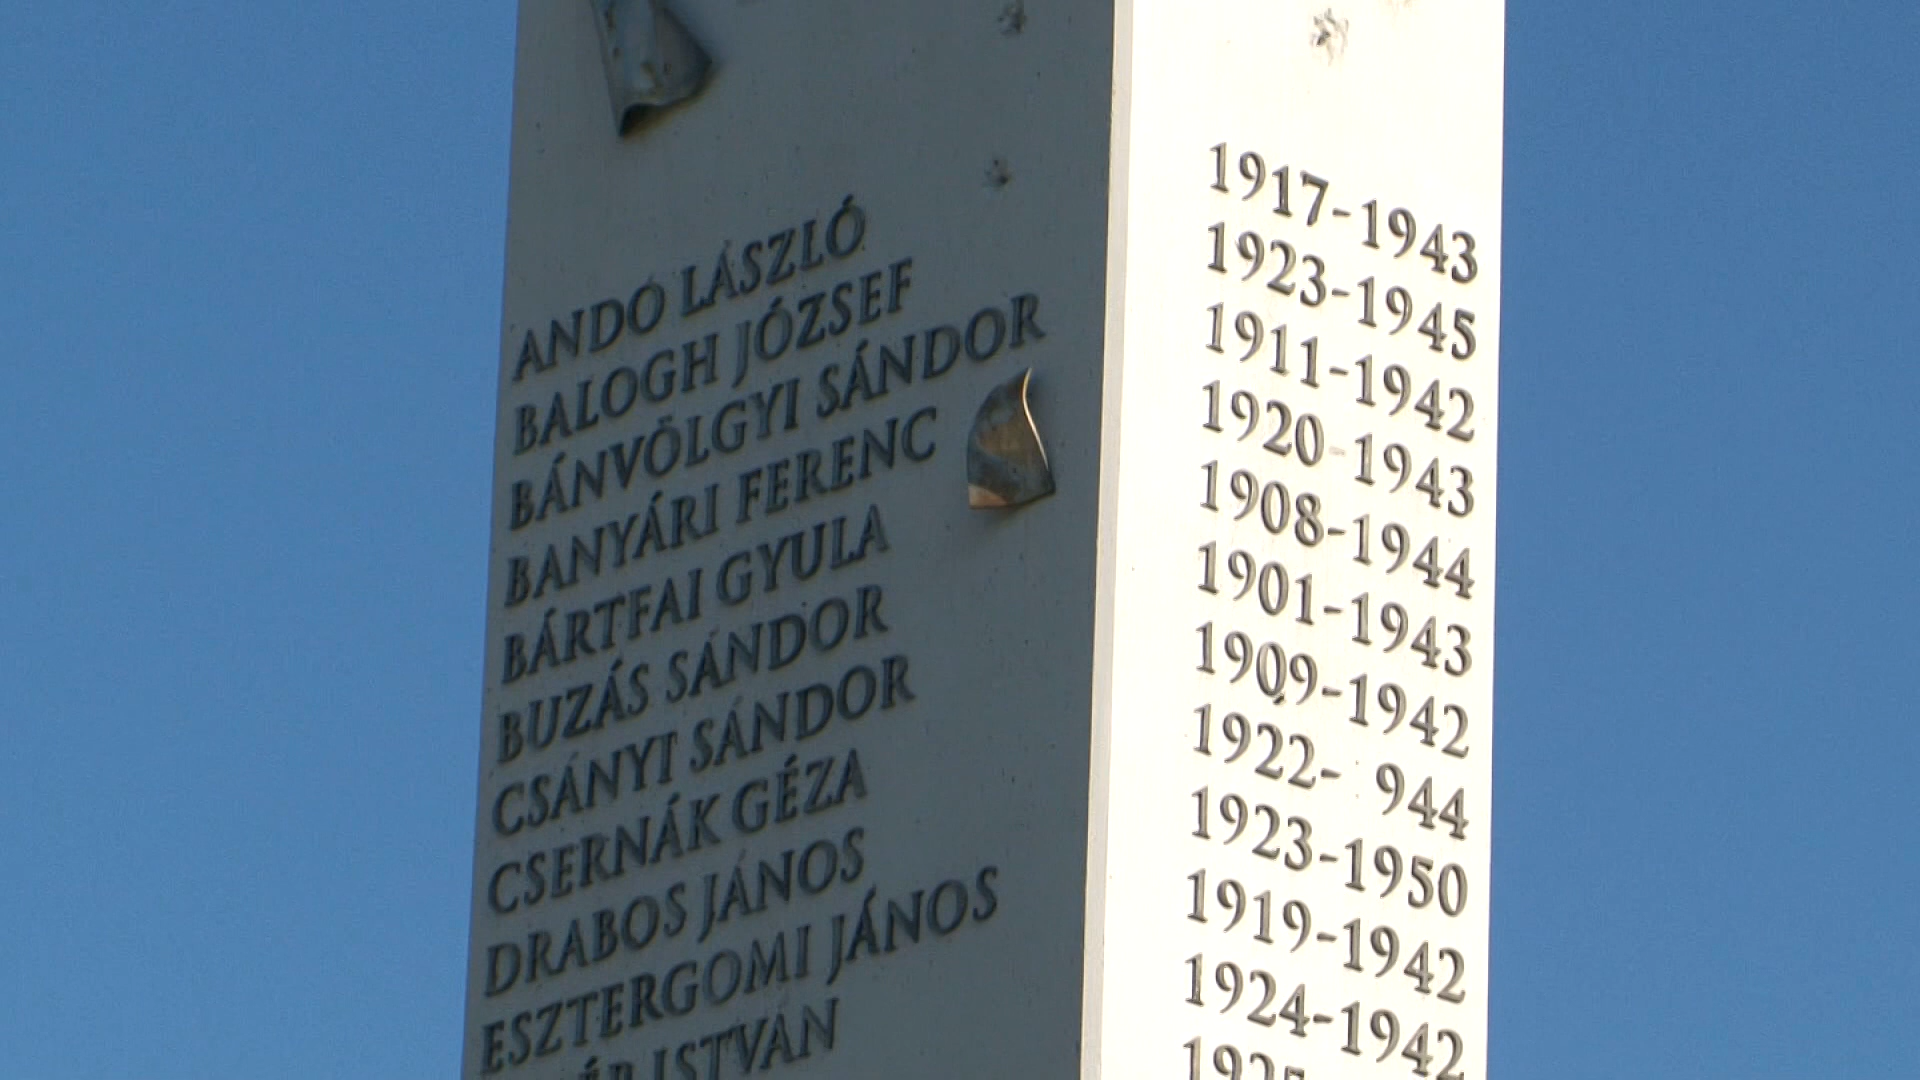 ANDÓ LÁSZLÓ
BALOGH JÓZSEF
BÁNVÖLGYI SÁNDOR
BANYÁRI FERENC
BÁRTFAI GYULA
BUZÁS SÁNDOR
CSÁNYI SÁNDOR
CSERNÁK GÉZA
DRABOS JÁNOS
ESZTERGOMI JÁNOS
ISTVÁN
1917-1943
1923-1945
1911-1942
1920-1943
1908-1944
1901-1943
1909-1942
1922- 944
1923-1950
1919-1942
1924-1942